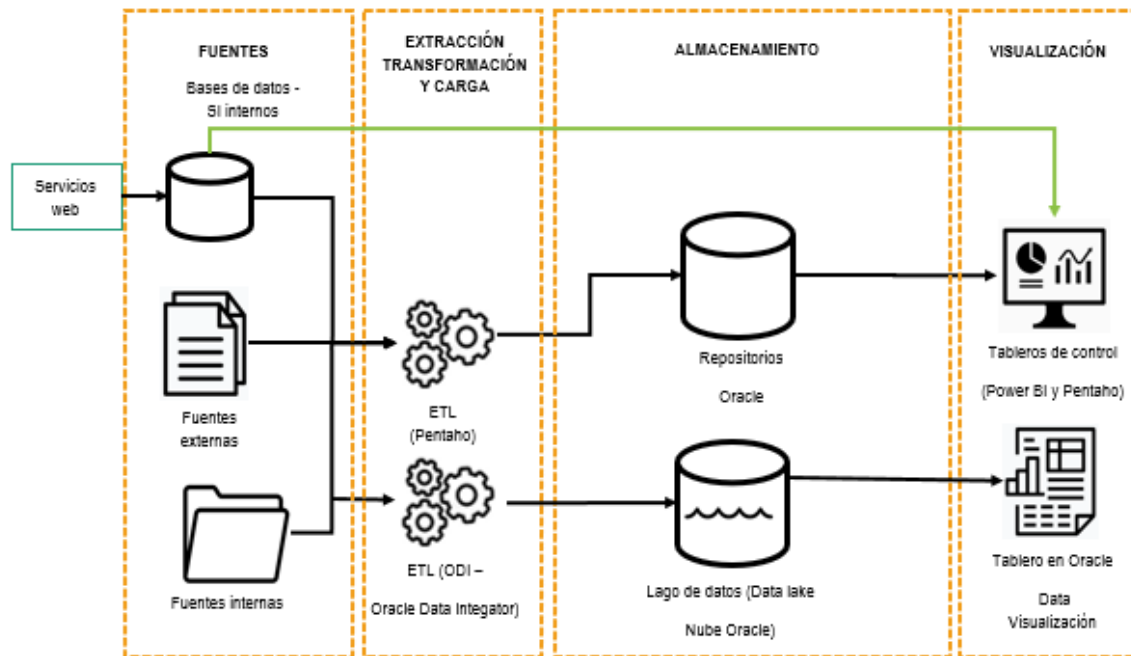 FUENTES
Bases de datos -
SI internos
Servicios
web
Fuentes
externas
Fuentes internas
EXTRACCIÓN
TRANSFORMACIÓN
Y CARGA
ETL
(Pentaho)
ETL (ODI –
Oracle Data Integator)
ALMACENAMIENTO
Repositorios
Oracle
Lago de datos (Data lake
Nube Oracle)
VISUALIZACIÓN
Tableros de control
(Power BI y Pentaho)
Tablero en Oracle
Data
Visualización